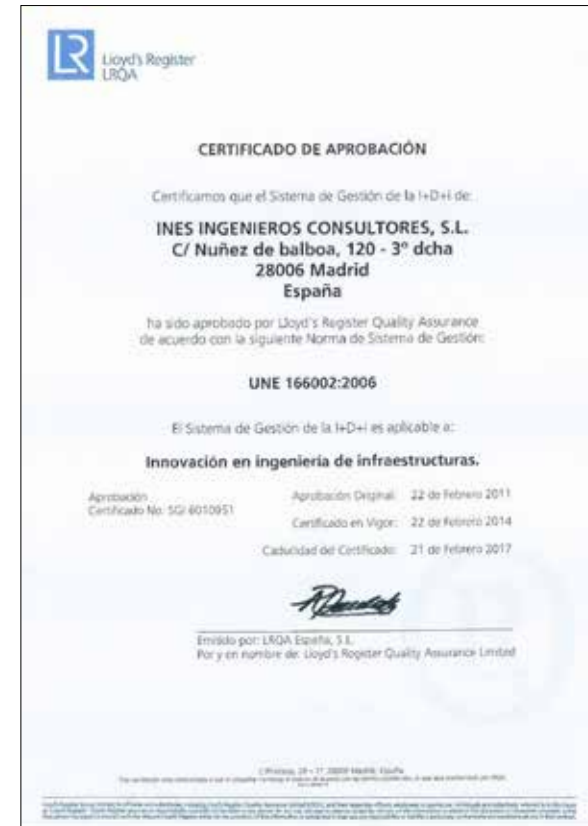 LR
Lloyd's Register
LRQA
CERTIFICADO DE APROBACIÓN
Certificamos que el Sistema de Gestión de la I+D+i de:
INES INGENIEROS CONSULTORES, S.L.
C/ Nuñez de balboa, 120 - 3º dcha
28006 Madrid
España
ha sido aprobado por Lloyd's Register Quality Assurance
de acuerdo con la siguiente Norma de Sistema de Gestión:
UNE 166002:2006
El Sistema de Gestión de la I+D+i es aplicable a:
Innovación en ingeniería de infraestructuras.
Aprobación
Certificado No: SGI 6010951
Aprobación Original: 22 de Febrero 2011
Certificado en Vigor: 22 de Febrero 2014
Caducidad del Certificado: 21 de Febrero 2017
Emitido por: LRQA España, S.L.
Por y en nombre de: Lloyd's Register Quality Assurance Limited